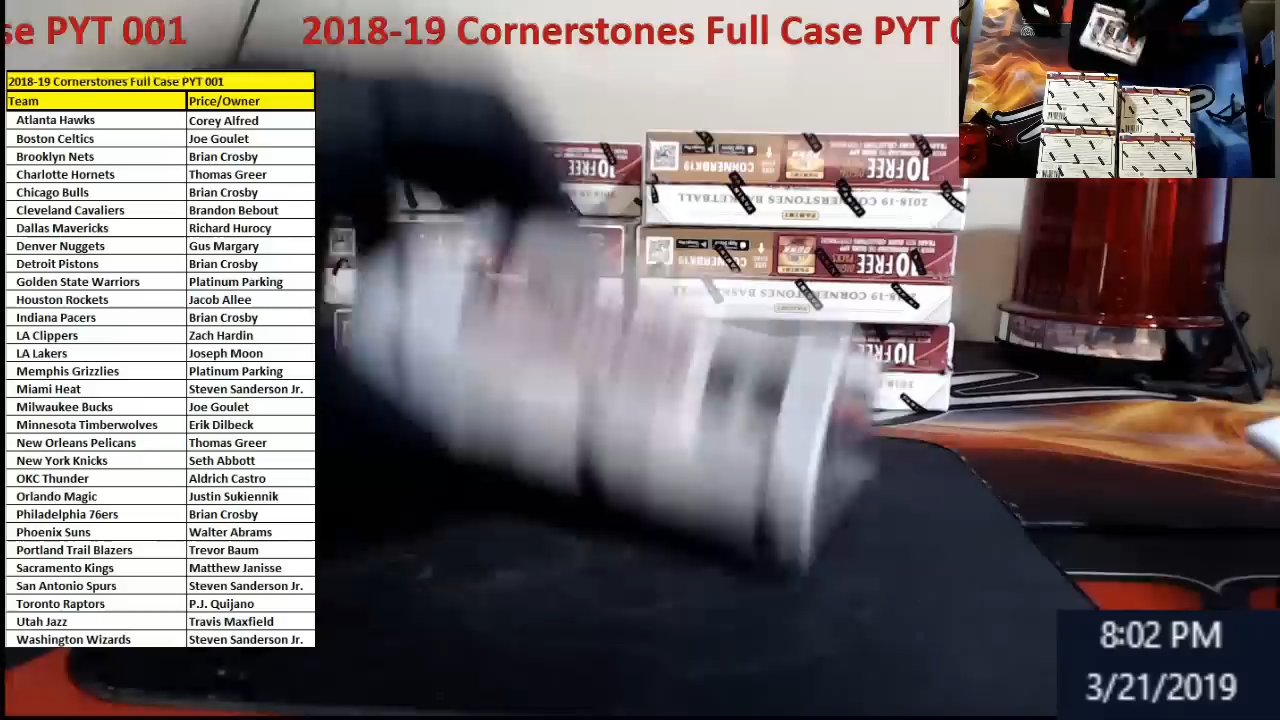 se PYT 001 2018-19 Cornerstones Full Case PYT 0
2018-19 Cornerstones Full Case PYT 001
Team Price/Owner
Atlanta Hawks Corey Alfred
Boston Celtics Joe Goulet
Brooklyn Nets Brian Crosby
Charlotte Hornets Thomas Greer
Chicago Bulls Brian Crosby
Cleveland Cavaliers Brandon Bebout
Dallas Mavericks Richard Hurocy
Denver Nuggets Gus Margary
Detroit Pistons Brian Crosby
Golden State Warriors Platinum Parking
Houston Rockets Jacob Allee
Indiana Pacers Brian Crosby
LA Clippers Zach Hardin
LA Lakers Joseph Moon
Memphis Grizzlies Platinum Parking
Miami Heat Steven Sanderson Jr.
Milwaukee Bucks Joe Goulet
Minnesota Timberwolves Erik Dilbeck
New Orleans Pelicans Thomas Greer
New York Knicks Seth Abbott
OKC Thunder Aldrich Castro
Orlando Magic Justin Sukiennik
Philadelphia 76ers Brian Crosby
Phoenix Suns Walter Abrams
Portland Trail Blazers Trevor Baum
Sacramento Kings Matthew Janisse
San Antonio Spurs Steven Sanderson Jr.
Toronto Raptors P.J. Quijano
Utah Jazz Travis Maxfield
Washington Wizards Steven Sanderson Jr.
FREE
10 FREE
CORNERBK19
2018-19 CORNERSTONES BASKETBALL
PANINI
10 FREE
CORNERBK19
2018-19 CORNERSTONES
10 FREE
8:02 PM
3/21/2019